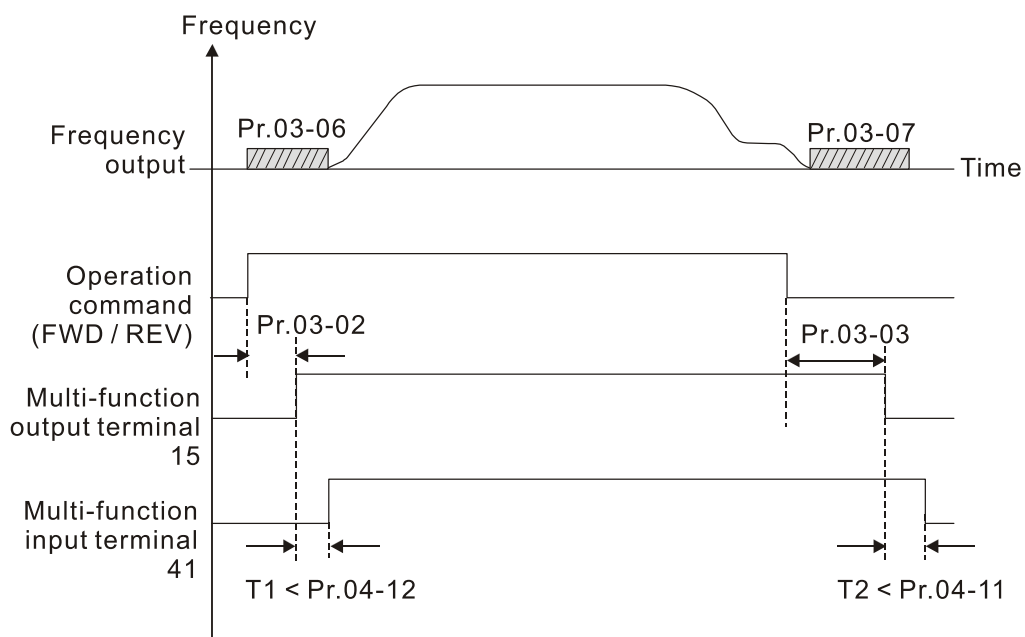 Frequency
Pr.03-06
Pr.03-07
Frequency
output
Time
Operation
command
(FWD / REV)
Pr.03-02
Pr.03-03
Multi-function
output terminal
15
Multi-function
input terminal
41
T1 < Pr.04-12
T2 < Pr.04-11